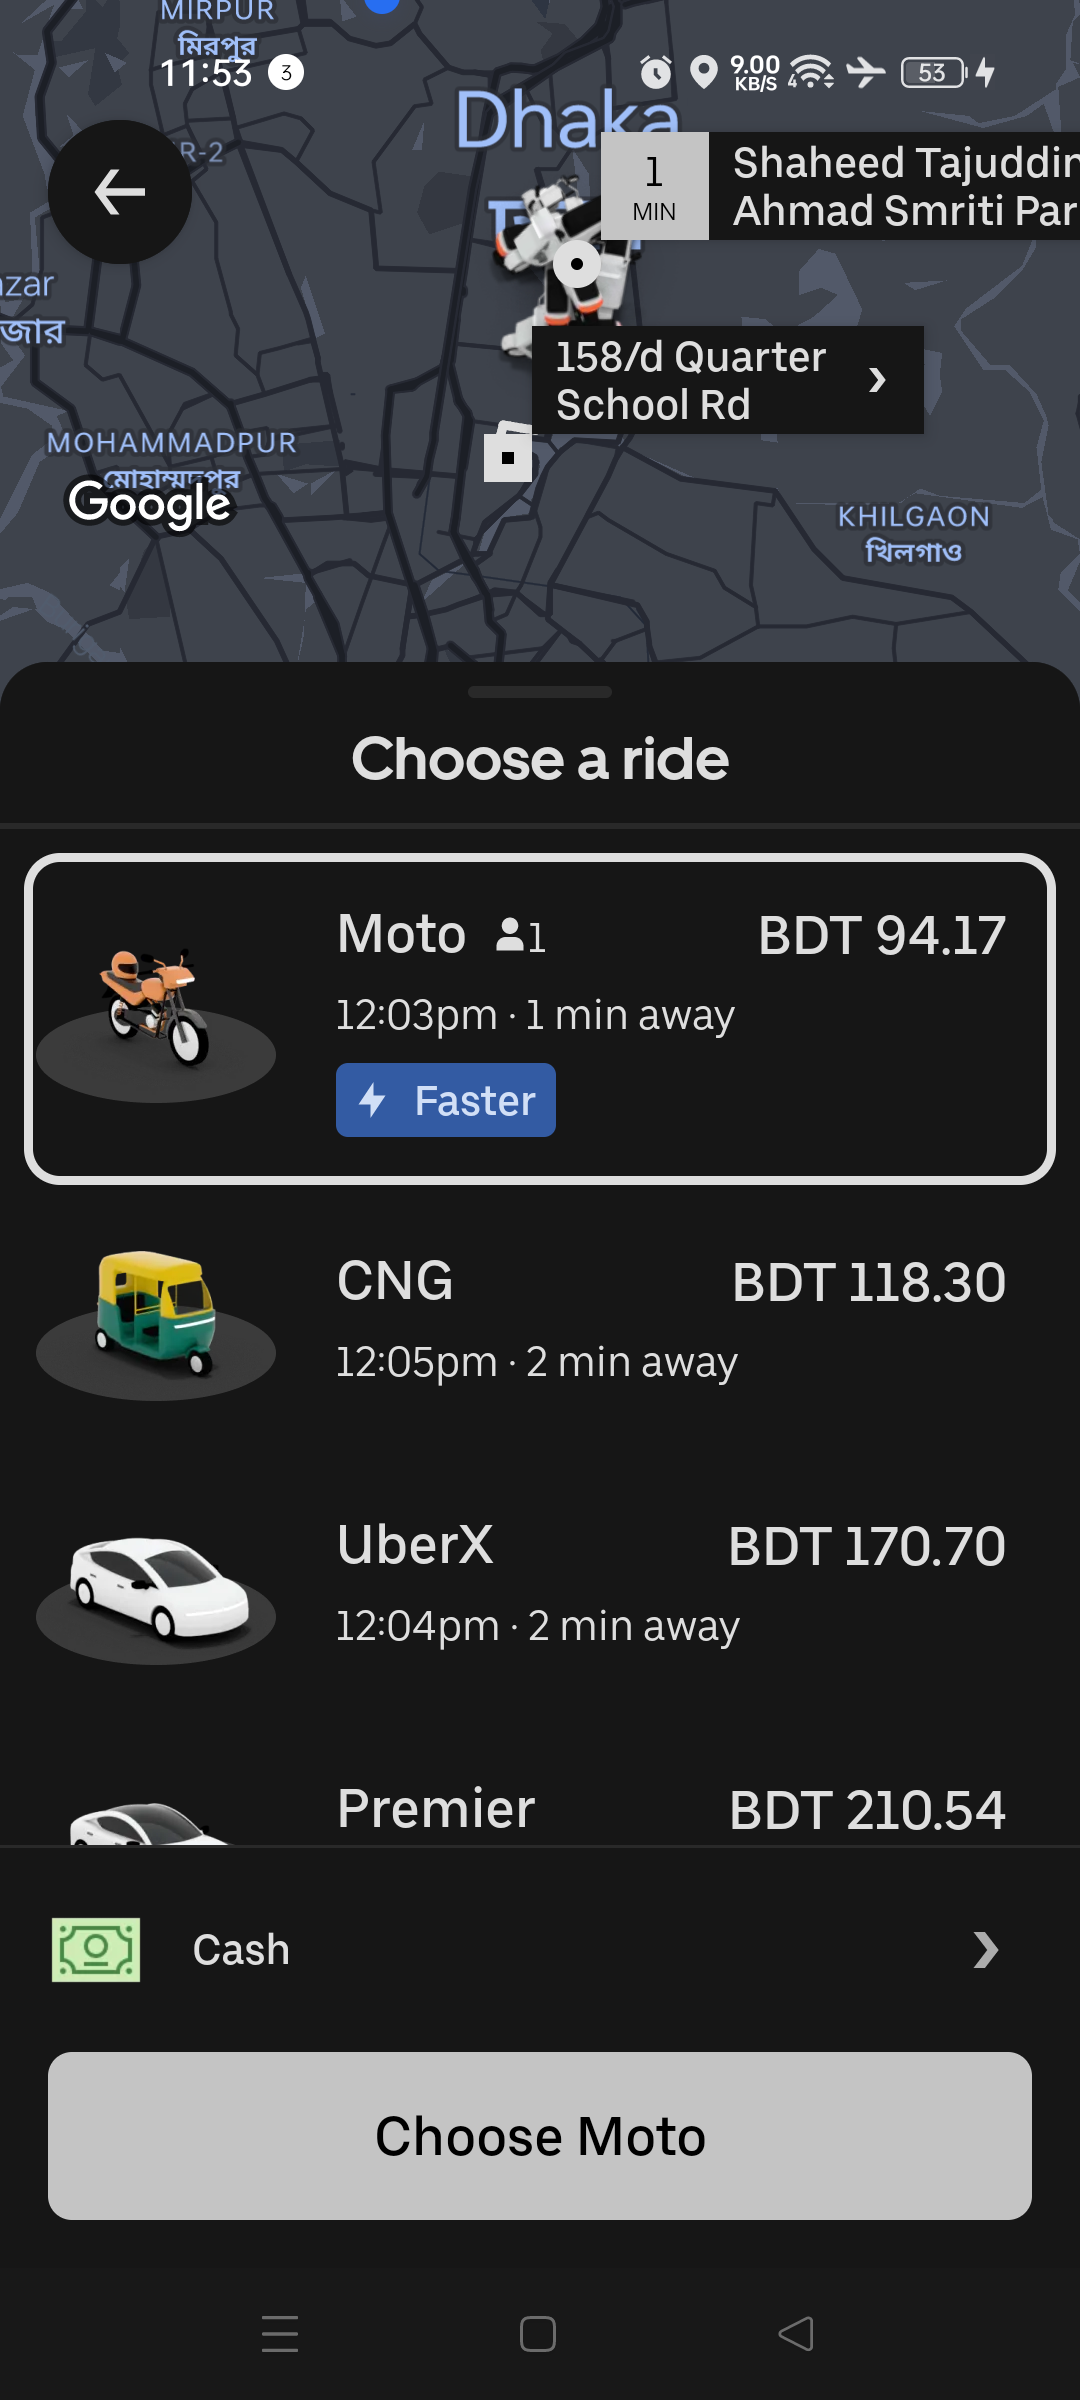 MIRPUR
মিরপুর
11:53 3
9.00
KB/S
53
Dhaka
1
MIN
Shaheed Tajuddin
Ahmad Smriti Par
158/d Quarter
School Rd
জার
MOHAMMADPUR
মোহাম্মদপুর
Google
KHILGAON
খিলগাও
Choose a ride
Moto 1
BDT 94.17
12:03pm · 1 min away
Faster
CNG
BDT 118.30
12:05pm · 2 min away
UberX
BDT 170.70
12:04pm · 2 min away
Premier
BDT 210.54
Cash
Choose Moto